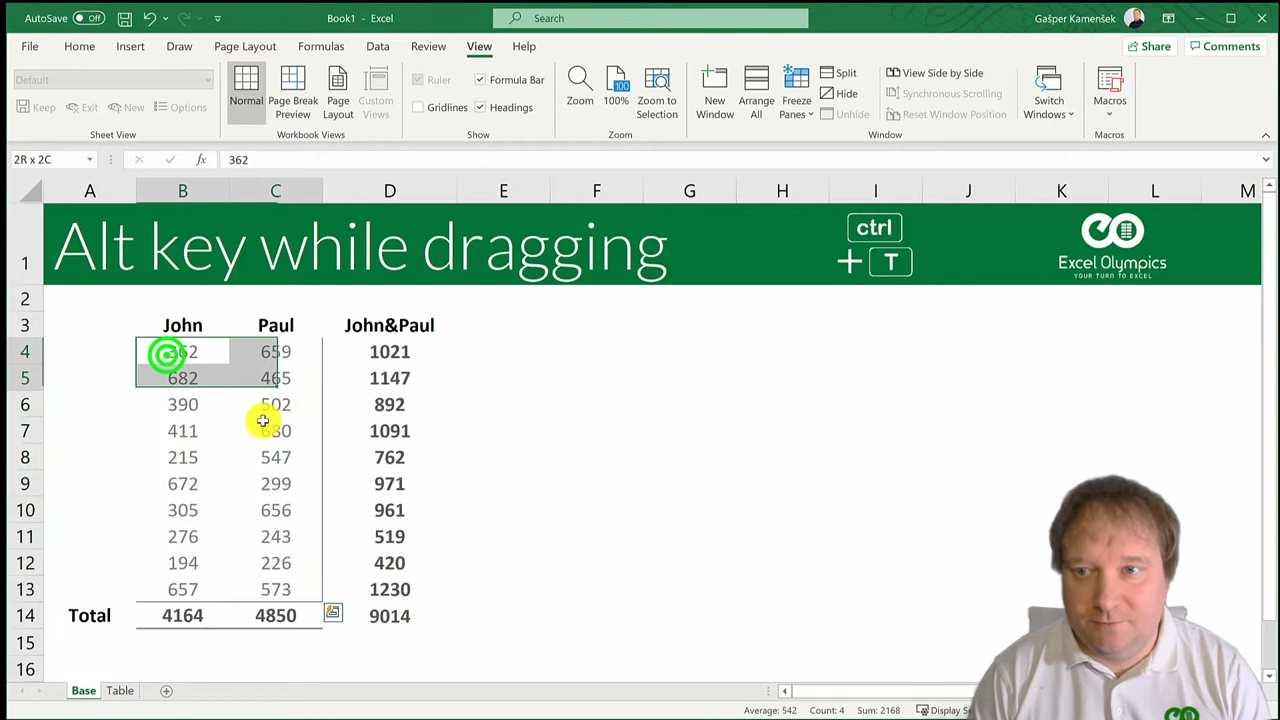 AutoSave Off Book1 - Excel Search Gašper Kamenšek
File Home Insert Draw Page Layout Formulas Data Review View Help Share Comments
Default
Keep Exit New Options
Sheet View
Normal
Page Break Preview
Page Layout
Custom Views
Workbook Views
Ruler Formula Bar
Gridlines Headings
Show
Zoom
100%
Zoom to Selection
Zoom
New Window
Arrange All
Freeze Panes
Split
Hide
Unhide
View Side by Side
Synchronous Scrolling
Reset Window Position
Window
Switch Windows
Macros
Macros
2R x 2C fx 362
A B C D E F G H I J K L M
1 Alt key while dragging
ctrl
+ T
Excel Olympics
YOUR TURN TO EXCEL
2
3 John Paul John&Paul
4 362 659 1021
5 682 465 1147
6 390 502 892
7 411 680 1091
8 215 547 762
9 672 299 971
10 305 656 961
11 276 243 519
12 194 226 420
13 657 573 1230
14 Total 4164 4850 9014
15
16
Base Table
Average: 542 Count: 4 Sum: 2168 Display